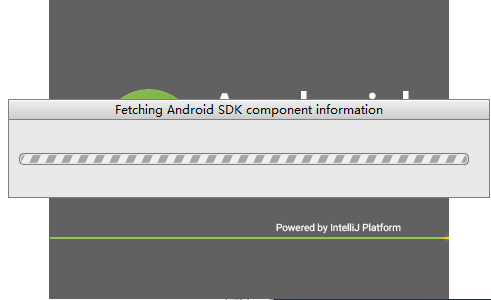 Fetching Android SDK component information
Powered by IntelliJ Platform